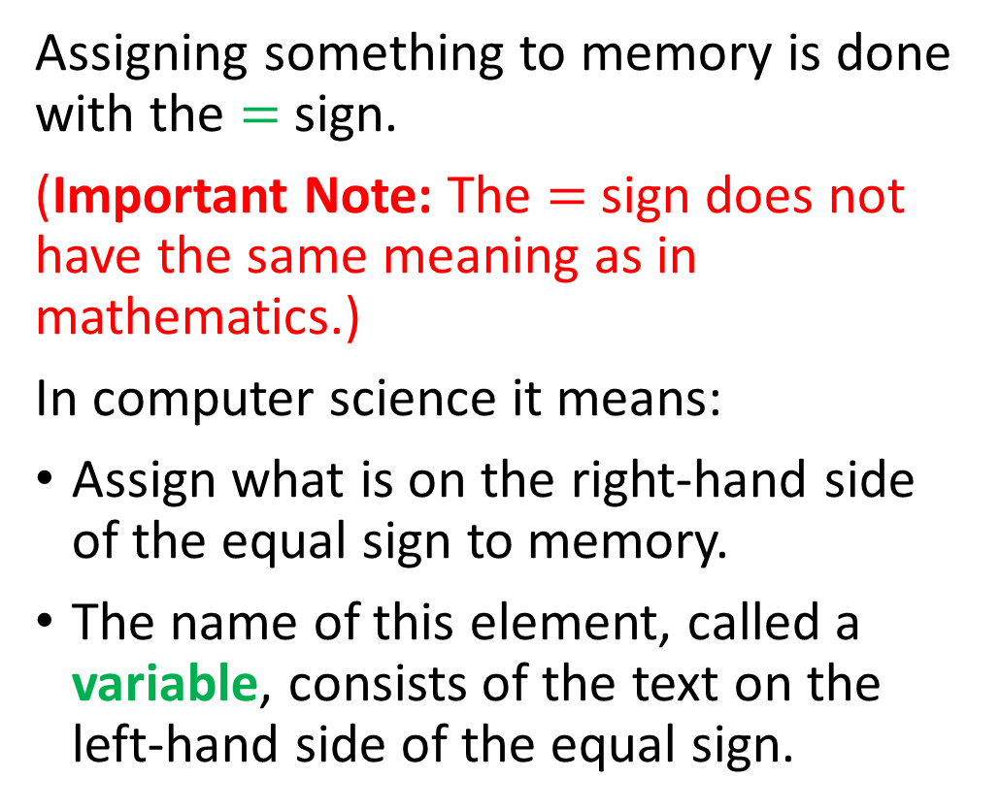 Assigning something to memory is done
with the = sign.
(Important Note: The = sign does not
have the same meaning as in
mathematics.)
In computer science it means:
• Assign what is on the right-hand side
of the equal sign to memory.
• The name of this element, called a
variable, consists of the text on the
left-hand side of the equal sign.